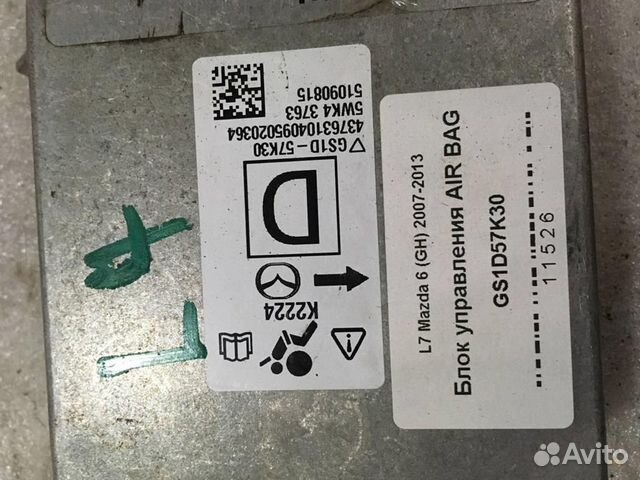 51090815
5WK4 3763
43763104095020364
▽GS1D-57K30
D
K2224
L7 Mazda 6 (GH) 2007-2013
Блок управления AIR BAG
GS1D57K30
11526
L
Avito